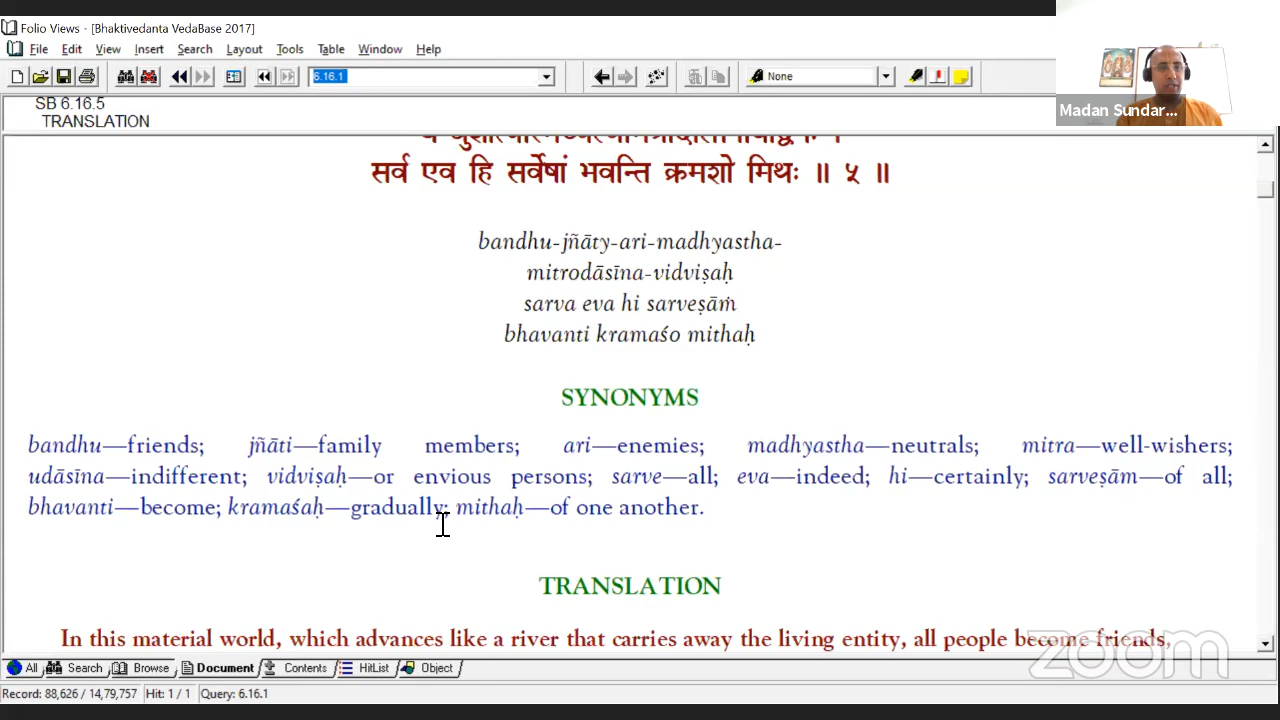 Folio Views - [Bhaktivedanta VedaBase 2017]
File Edit View Insert Search Layout Tools Table Window Help
6.16.1 None
Madan Sundar...
SB 6.16.5
TRANSLATION
सर्व एव हि सर्वेषां भवन्ति क्रमशो मिथः ॥ ५ ॥
bandhu-jñāty-ari-madhyastha-
mitrodāsīna-vidviṣaḥ
sarva eva hi sarveṣāṁ
bhavanti kramaśo mithaḥ
SYNONYMS
bandhu—friends; jñāti—family members; ari—enemies; madhyastha—neutrals; mitra—well-wishers;
udāsīna—indifferent; vidviṣaḥ—or envious persons; sarve—all; eva—indeed; hi—certainly; sarveṣām—of all;
bhavanti—become; kramaśaḥ—gradually; mithaḥ—of one another.
TRANSLATION
In this material world, which advances like a river that carries away the living entity, all people become friends,
zoom
All Search Browse Document Contents HitList Object
Record: 88,626 / 14,79,757 Hit: 1 / 1 Query: 6.16.1